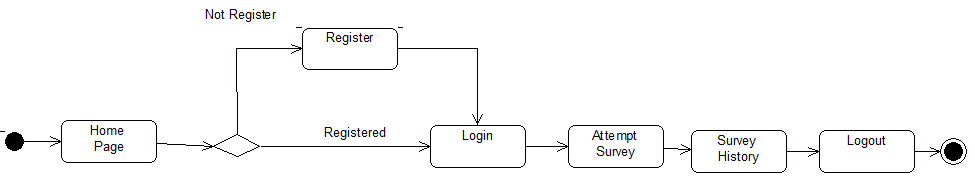 Not Register
Register
Home
Page
Registered
Login
Attempt
Survey
Survey
History
Logout